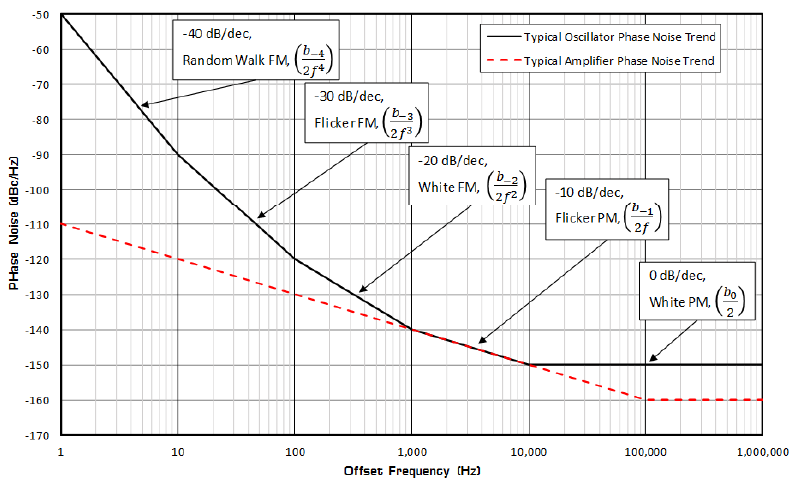 -50
-60
-70
-80
-90
-100
-110
-120
-130
-140
-150
-160
-170
PHase Noise (dBc/Hz)
-40 dB/dec,
Random Walk FM, (b₋₄/2f⁴)
-30 dB/dec,
Flicker FM, (b₋₃/2f³)
-20 dB/dec,
White FM, (b₋₂/2f²)
-10 dB/dec,
Flicker PM, (b₋₁/2f)
0 dB/dec,
White PM, (b₀/2)
Typical Oscillator Phase Noise Trend
Typical Amplifier Phase Noise Trend
1 10 100 1,000 10,000 100,000 1,000,000
Offset Frequency (Hz)